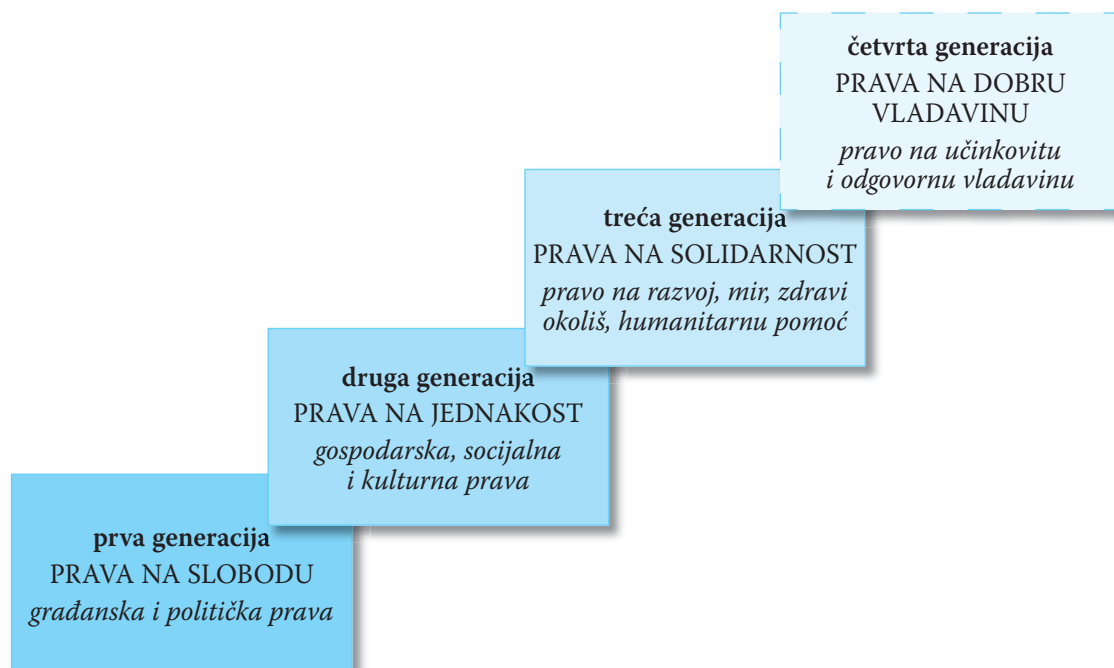 četvrta generacija
PRAVA NA DOBRU
VLADAVINU
pravo na učinkovitu
i odgovornu vladavinu
treća generacija
PRAVA NA SOLIDARNOST
pravo na razvoj, mir, zdravi
okoliš, humanitarnu pomoć
druga generacija
PRAVA NA JEDNAKOST
gospodarska, socijalna
i kulturna prava
prva generacija
PRAVA NA SLOBODU
građanska i politička prava